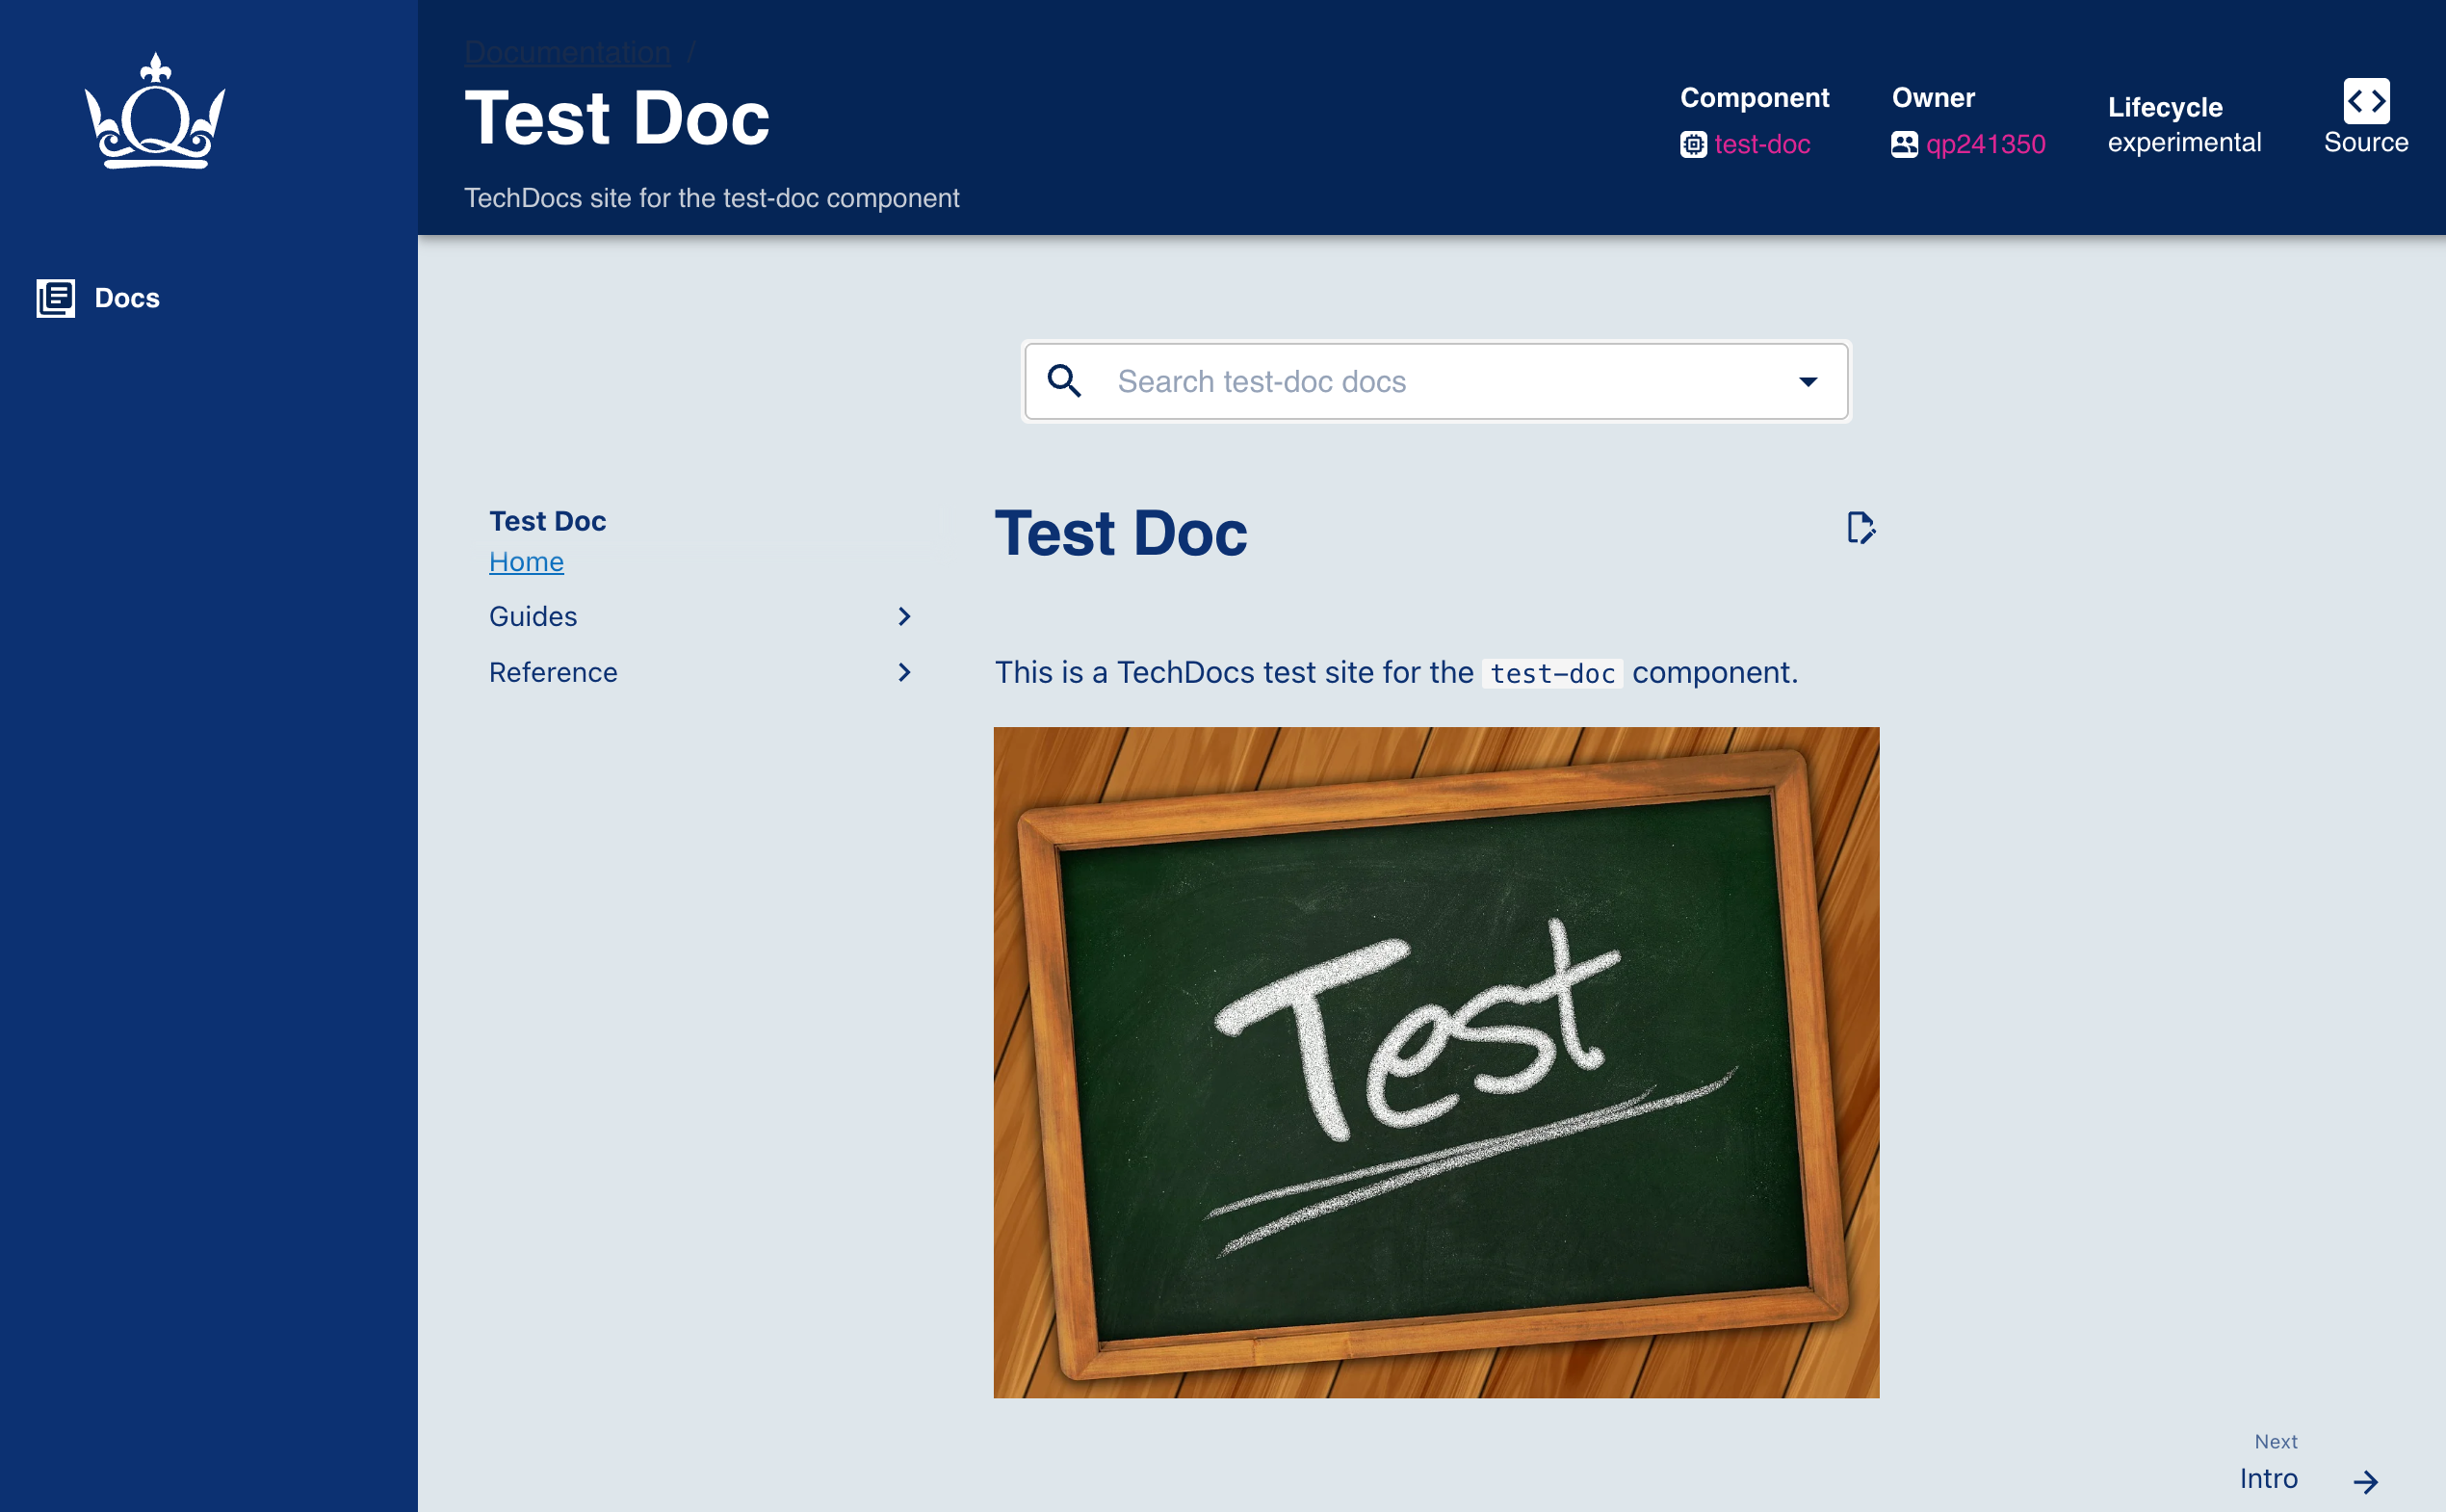 Documentation /
Test Doc
TechDocs site for the test-doc component
Component
test-doc
Owner
qp241350
Lifecycle
experimental
Source
Docs
Search test-doc docs
Test Doc
Home
Guides
Reference
Test Doc
This is a TechDocs test site for the test-doc component.
Test
Next
Intro